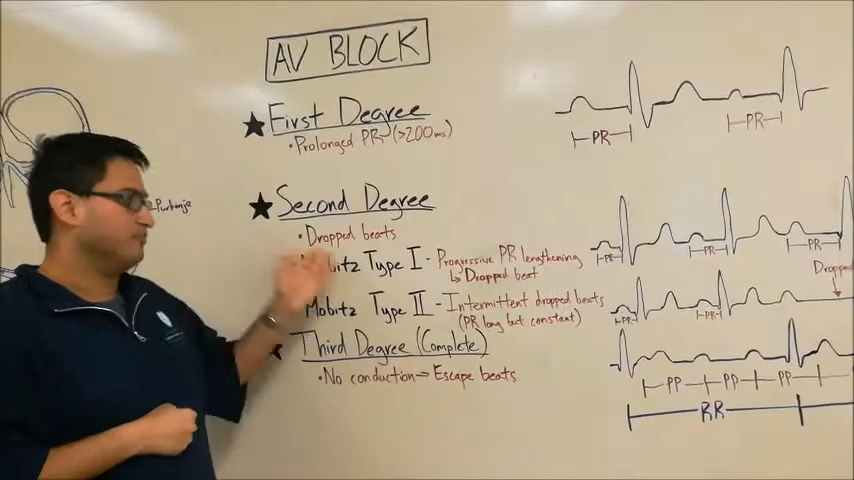 AV BLOCK
First Degree
• Prolonged PR (>200ms)
PR
PR
Purkinje
Second Degree
• Dropped beats
Mobitz Type I - Progressive PR lengthening
↳ Dropped beat
PR
PR
PR
Mobitz Type II - Intermittent dropped beats
(PR long but constant)
PR
PR
Dropped
Third Degree (Complete)
• No conduction → Escape beats
PP
PP
PP
RR